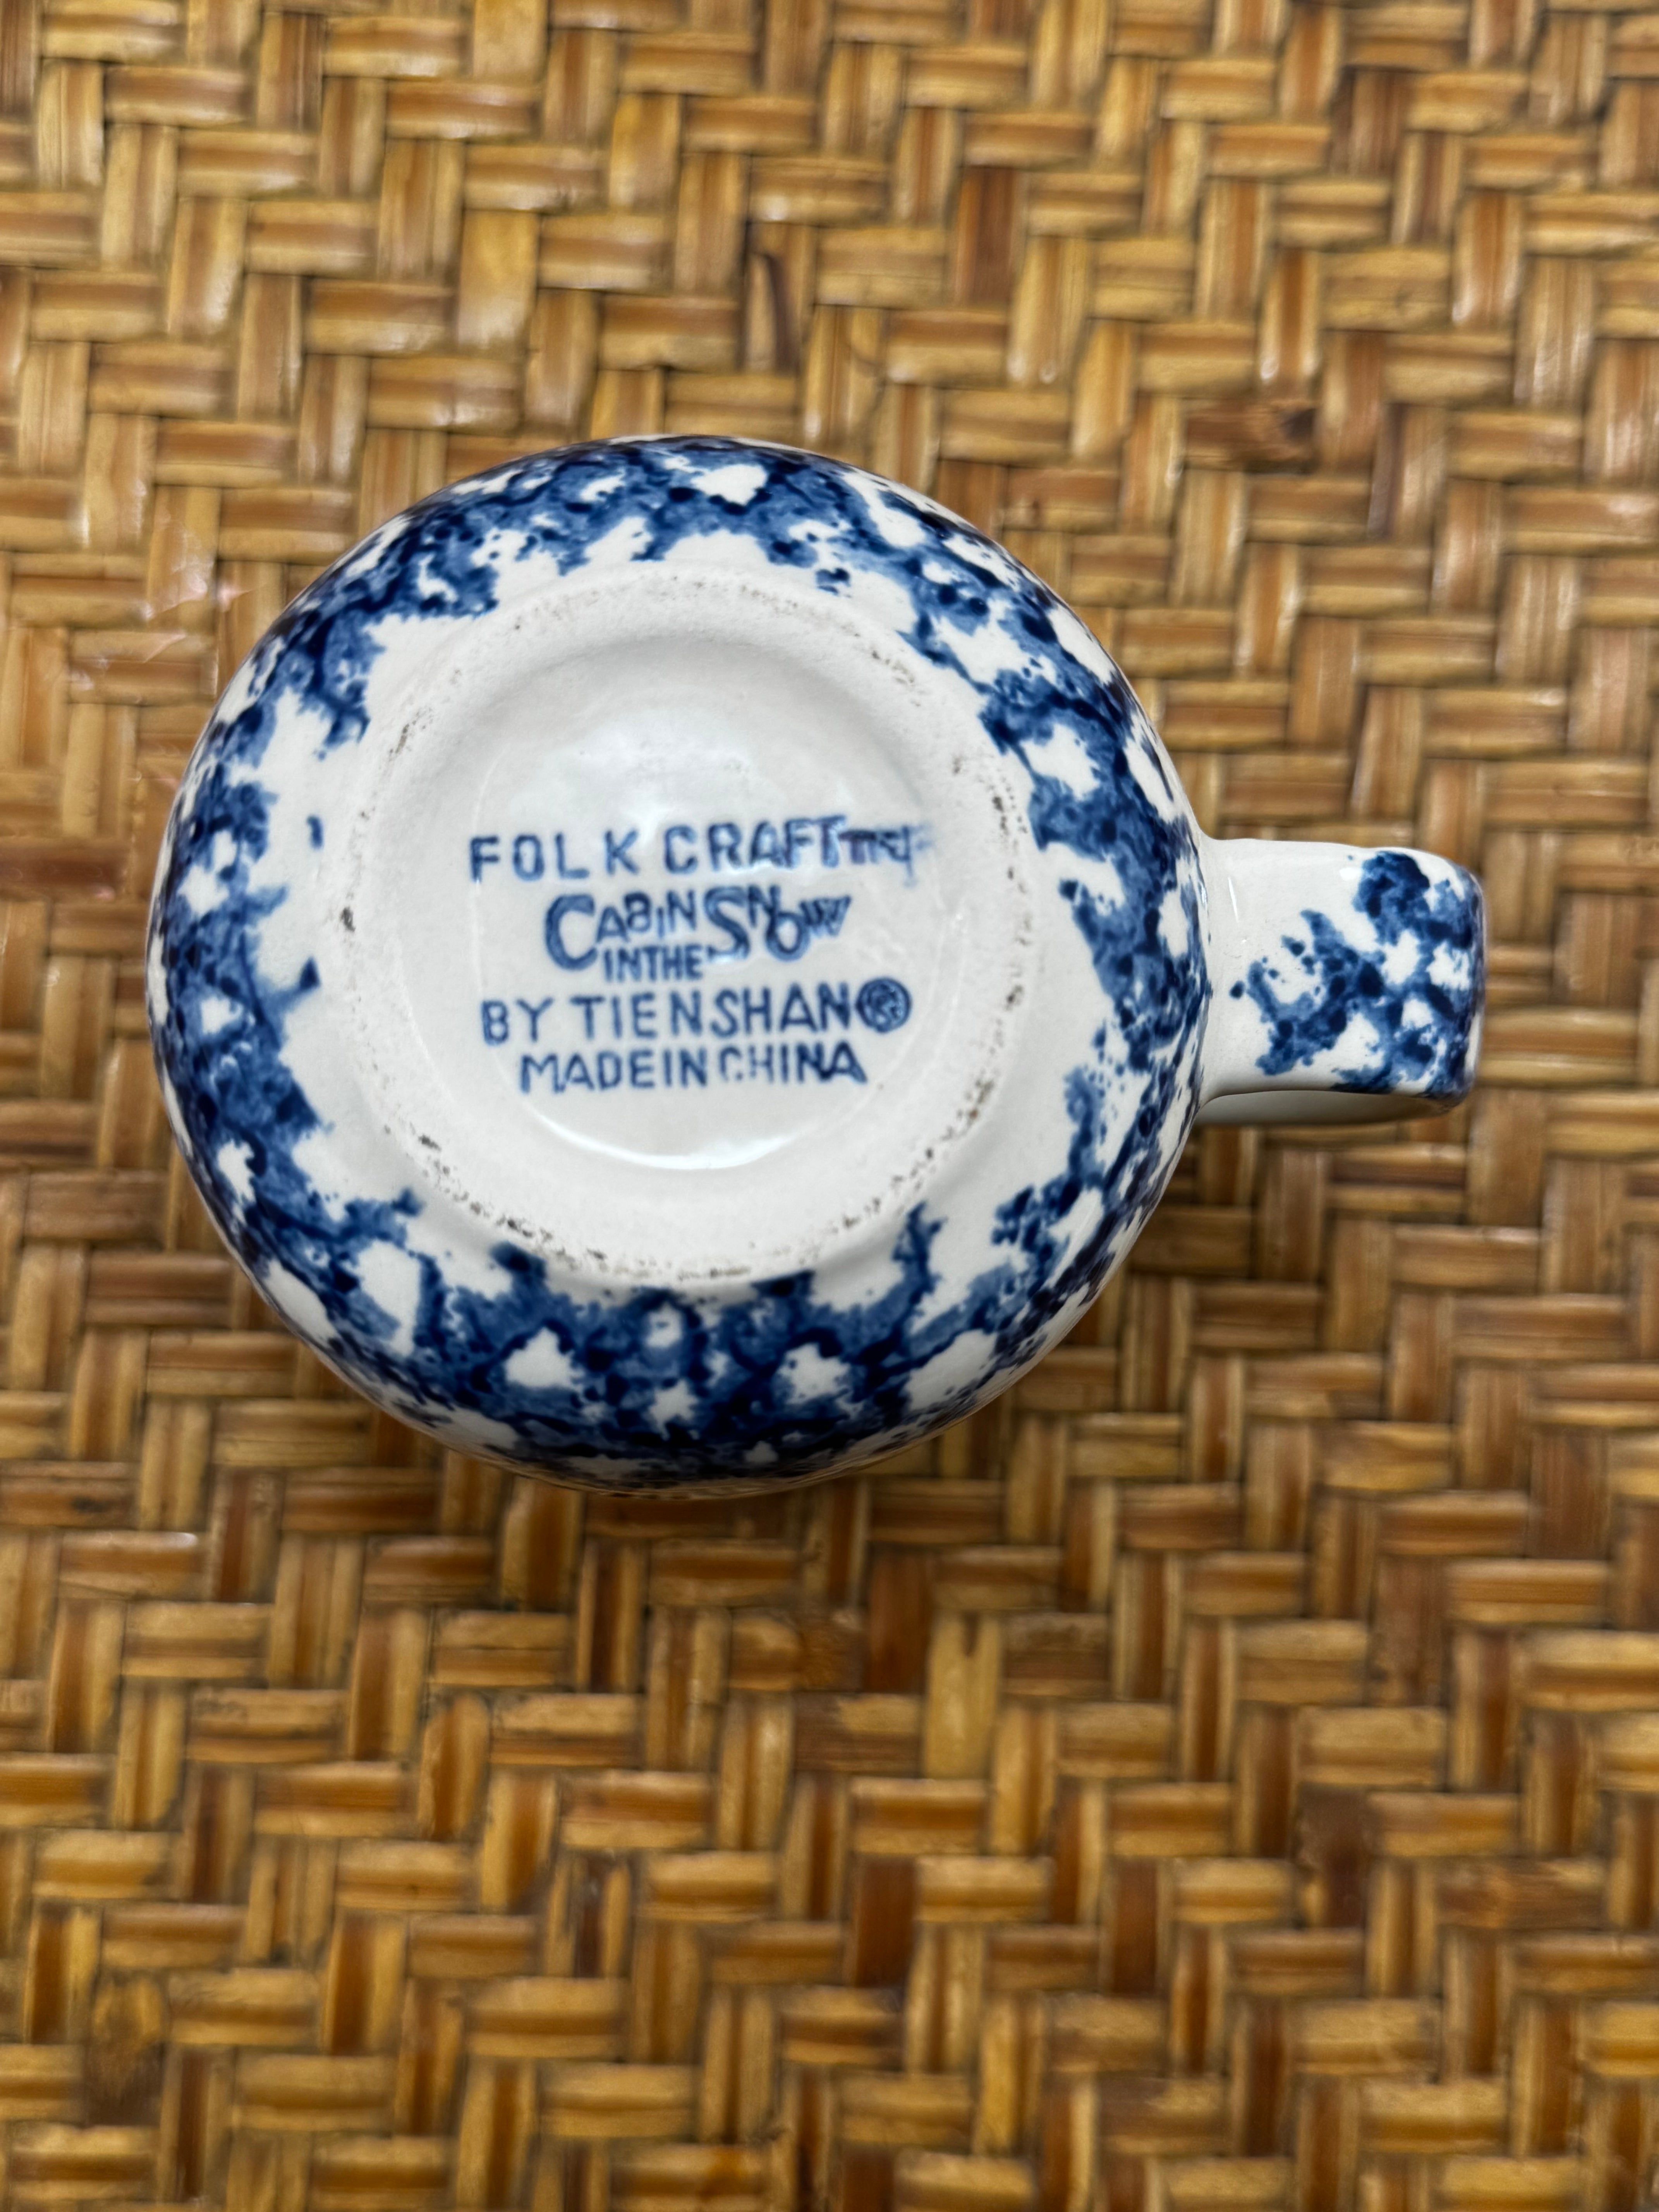 FOLK CRAFT
CABIN IN THE SNOW
BY TIENSHAN®
MADE IN CHINA